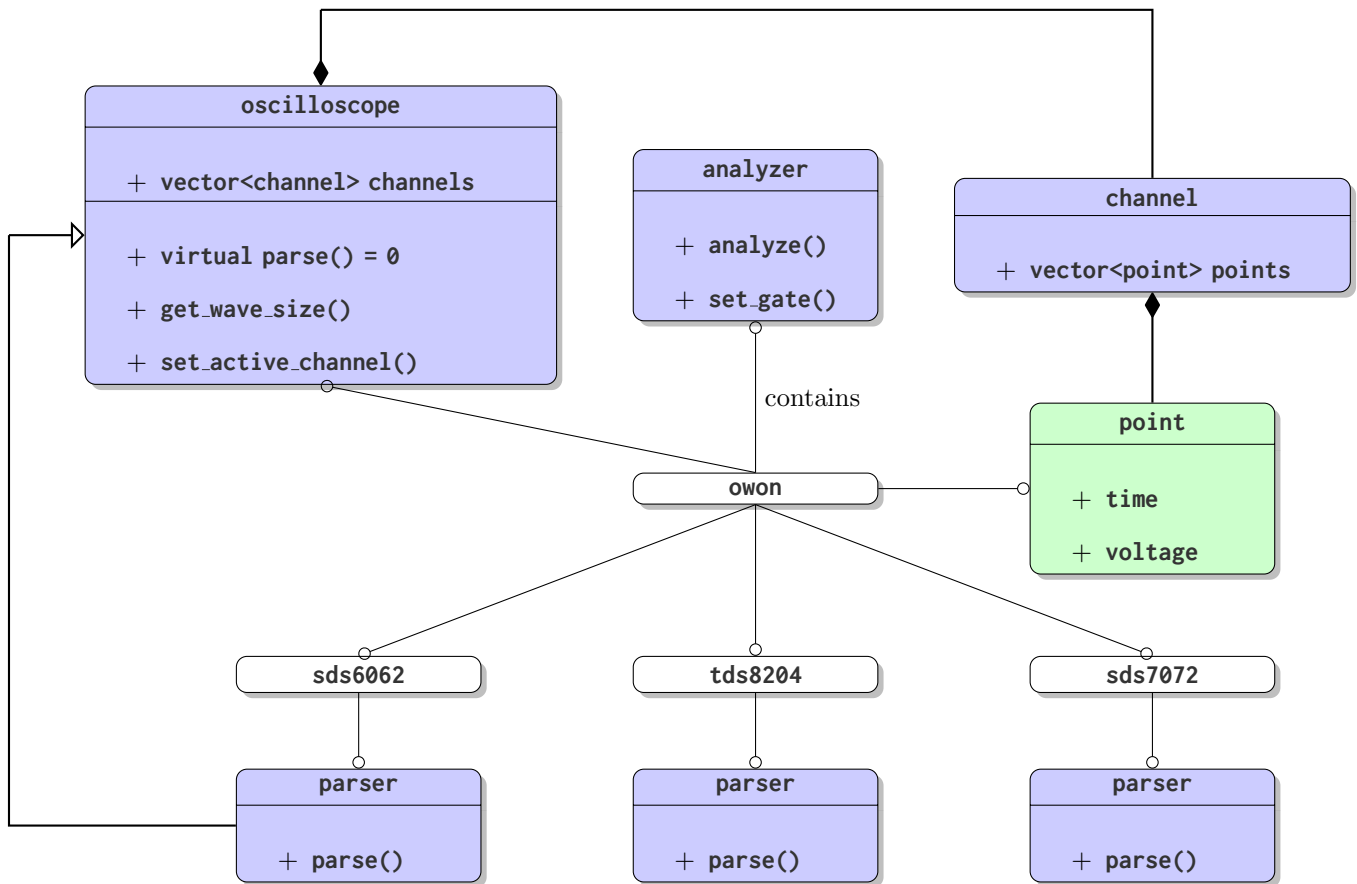 oscilloscope
+ vector<channel> channels
+ virtual parse() = 0
+ get_wave_size()
+ set_active_channel()
analyzer
+ analyze()
+ set_gate()
channel
+ vector<point> points
contains
point
+ time
+ voltage
owon
sds6062
tds8204
sds7072
parser
+ parse()
parser
+ parse()
parser
+ parse()